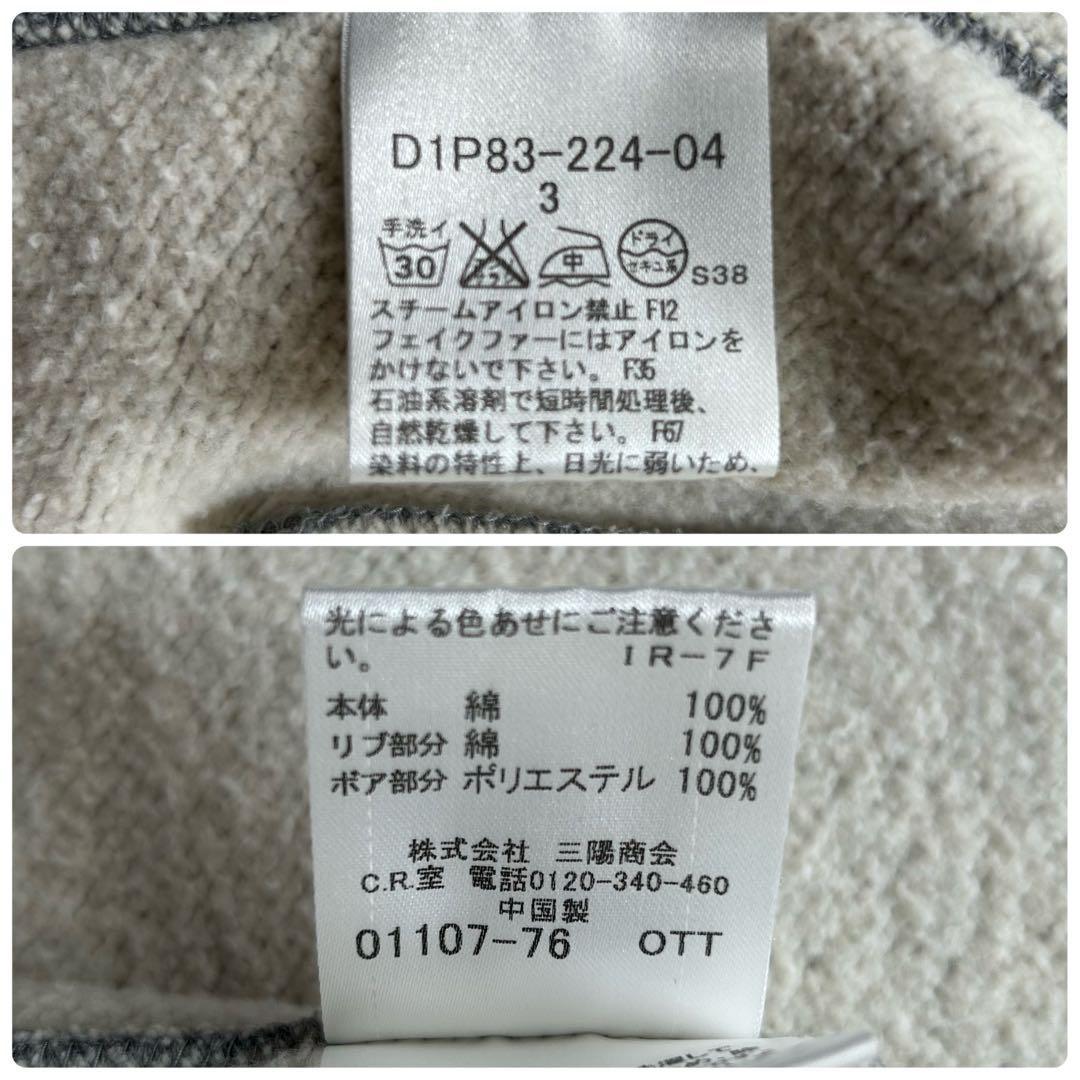 D1P83-224-04
3
手洗イ
30
中
ドライ
セキユ系
S38
スチームアイロン禁止 F12
フェイクファーにはアイロンを
かけないで下さい。 F35
石油系溶剤で短時間処理後、
自然乾燥して下さい。 F67
染料の特性上、日光に弱いため、
光による色あせにご注意くださ
い。 IR-7F
本体 綿 100%
リブ部分 綿 100%
ボア部分 ポリエステル 100%
株式会社 三陽商会
C.R.室 電話0120-340-460
中国製
01107-76 OTT